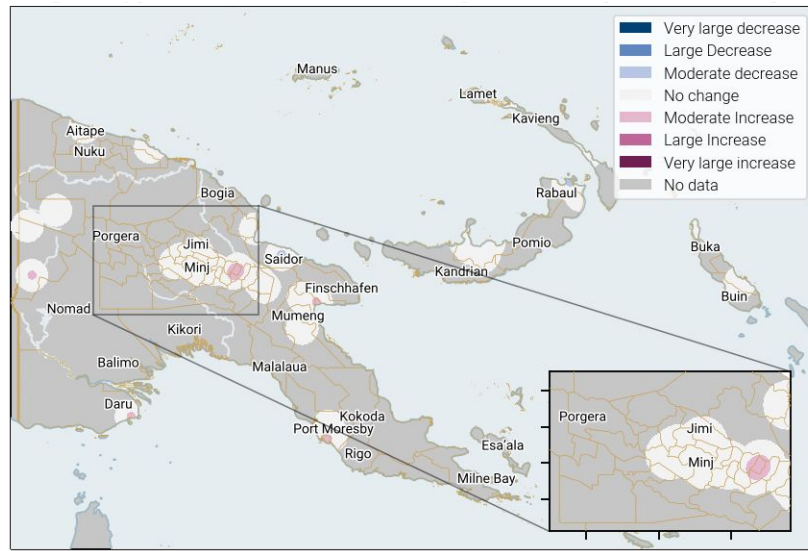 Very large decrease
Large Decrease
Moderate decrease
No change
Moderate Increase
Large Increase
Very large increase
No data
Manus
Lamet
Kavieng
Aitape
Nuku
Bogia
Rabaul
Porgera
Jimi
Minj
Saidor
Pomio
Kandrian
Buka
Buin
Finschhafen
Nomad
Mumeng
Kikori
Malalaua
Balimo
Daru
Kokoda
Port Moresby
Rigo
Esa'ala
Milne Bay
Porgera
Jimi
Minj